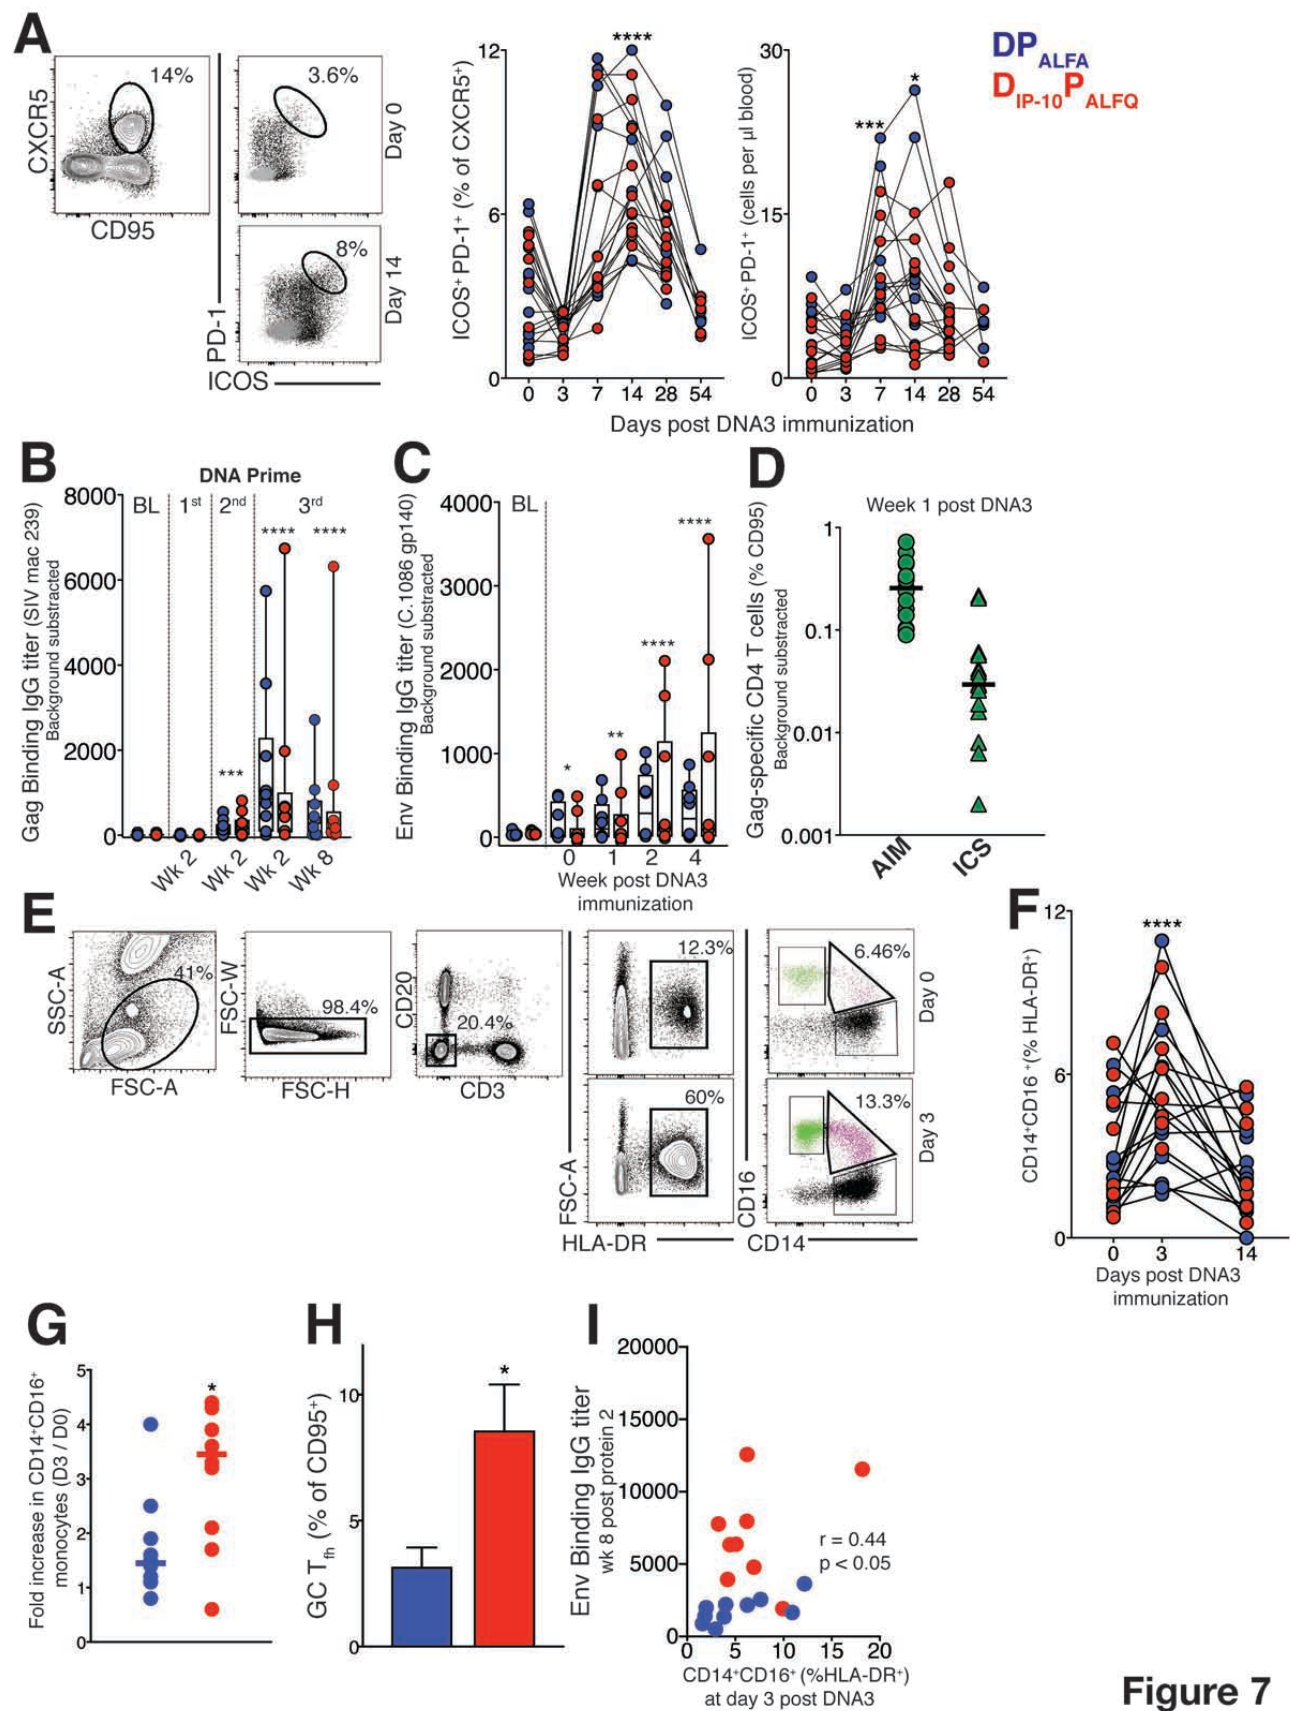 A
DP ALFA
D IP-10 P ALFQ
14%
CXCR5
CD95
3.6%
Day 0
8%
Day 14
PD-1
ICOS
ICOS+ PD-1+ (% of CXCR5+)
12
6
0
****
0 3 7 14 28 54
ICOS+ PD-1+ (cells per µl blood)
30
15
0
***
*
0 3 7 14 28 54
Days post DNA3 immunization
B
DNA Prime
BL 1st 2nd 3rd
Gag Binding IgG titer (SIV mac 239)
Background substracted
8000
6000
4000
2000
0
***
**** ****
Wk 2 Wk 2 Wk 2 Wk 8
C
BL
Env Binding IgG titer (C.1086 gp140)
Background substracted
4000
3000
2000
1000
0
*
**
****
****
0 1 2 4
Week post DNA3
immunization
D
Week 1 post DNA3
Gag-specific CD4 T cells (% CD95)
Background substracted
1
0.1
0.01
0.001
AIM ICS
E
SSC-A
41%
FSC-A
FSC-W
98.4%
FSC-H
CD20
20.4%
CD3
12.3%
60%
FSC-A
HLA-DR
6.46%
Day 0
13.3%
Day 3
CD16
CD14
F
CD14+CD16 +(% HLA-DR+)
12
6
0
****
0 3 14
Days post DNA3
immunization
G
Fold increase in CD14+CD16+
monocytes (D3 / D0)
5
4
3
2
1
0
*
H
GC Tfh (% of CD95+)
10
5
0
*
I
Env Binding IgG titer
wk 8 post protein 2
20000
15000
10000
5000
0
r = 0.44
p < 0.05
0 5 10 15 20
CD14+CD16+ (%HLA-DR+)
at day 3 post DNA3
Figure 7